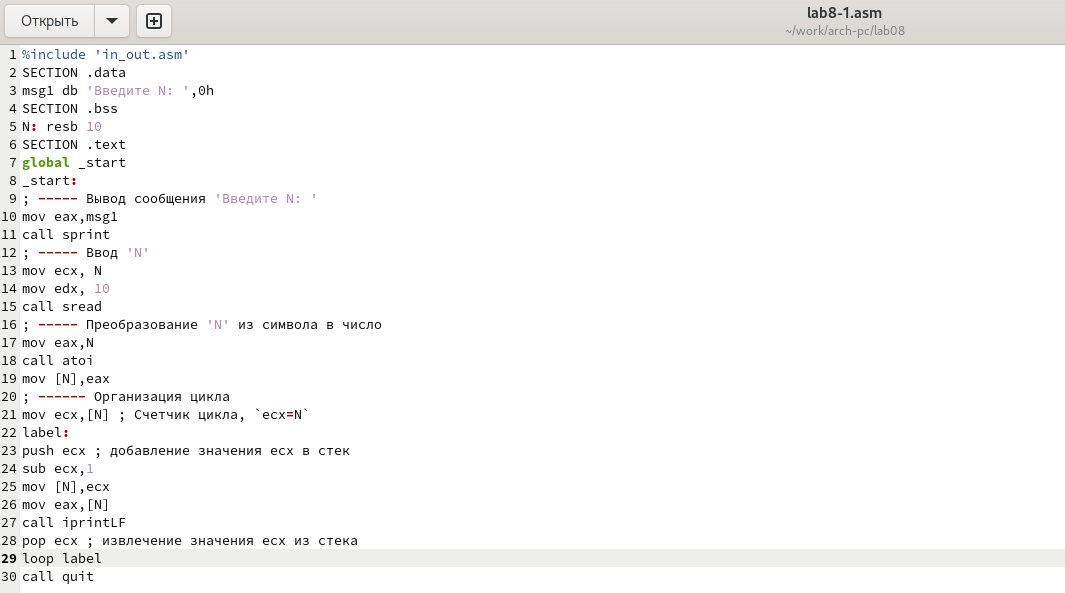 Открыть
lab8-1.asm
~/work/arch-pc/lab08
1 %include 'in_out.asm'
2 SECTION .data
3 msg1 db 'Введите N: ',0h
4 SECTION .bss
5 N: resb 10
6 SECTION .text
7 global _start
8 _start:
9 ; ----- Вывод сообщения 'Введите N: '
10 mov eax,msg1
11 call sprint
12 ; ----- Ввод 'N'
13 mov ecx, N
14 mov edx, 10
15 call sread
16 ; ----- Преобразование 'N' из символа в число
17 mov eax,N
18 call atoi
19 mov [N],eax
20 ; ------ Организация цикла
21 mov ecx,[N] ; Счетчик цикла, `ecx=N`
22 label:
23 push ecx ; добавление значения ecx в стек
24 sub ecx,1
25 mov [N],ecx
26 mov eax,[N]
27 call iprintLF
28 pop ecx ; извлечение значения ecx из стека
29 loop label
30 call quit